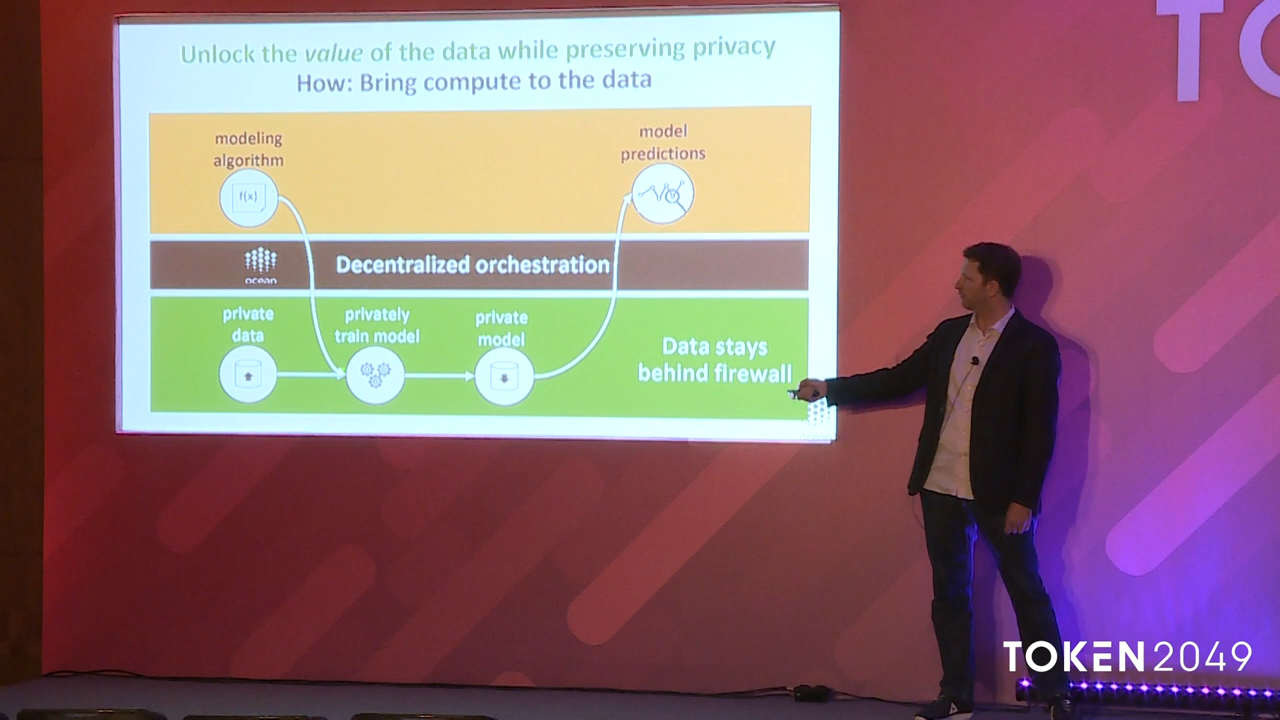 Unlock the value of the data while preserving privacy
How: Bring compute to the data
modeling
algorithm
f(x)
model
predictions
ocean
Decentralized orchestration
private
data
privately
train model
private
model
Data stays
behind firewall
TO
TOKEN2049